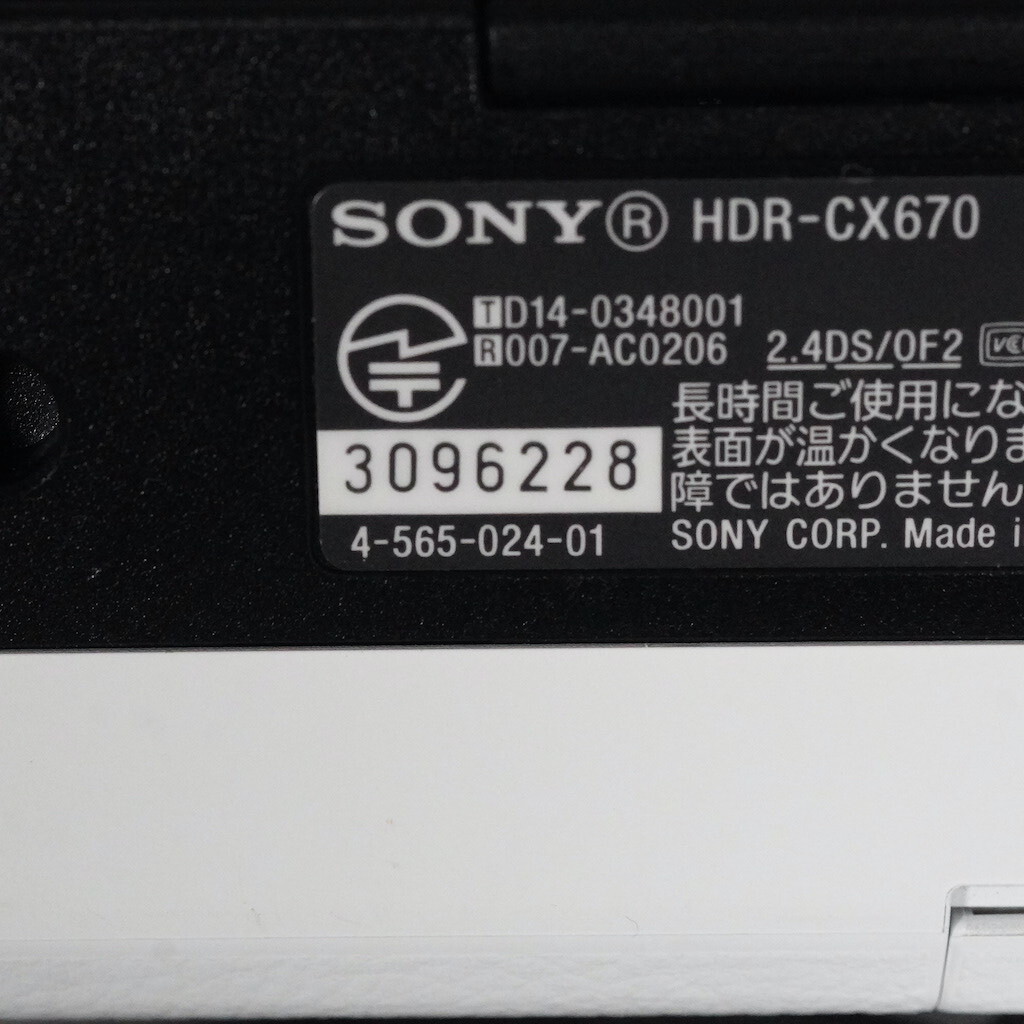 SONY® HDR-CX670
T D14-0348001
R 007-AC0206 2.4DS/OF2
長時間ご使用にな
表面が温かくなりま
障ではありません
3096228
4-565-024-01
SONY CORP. Made i